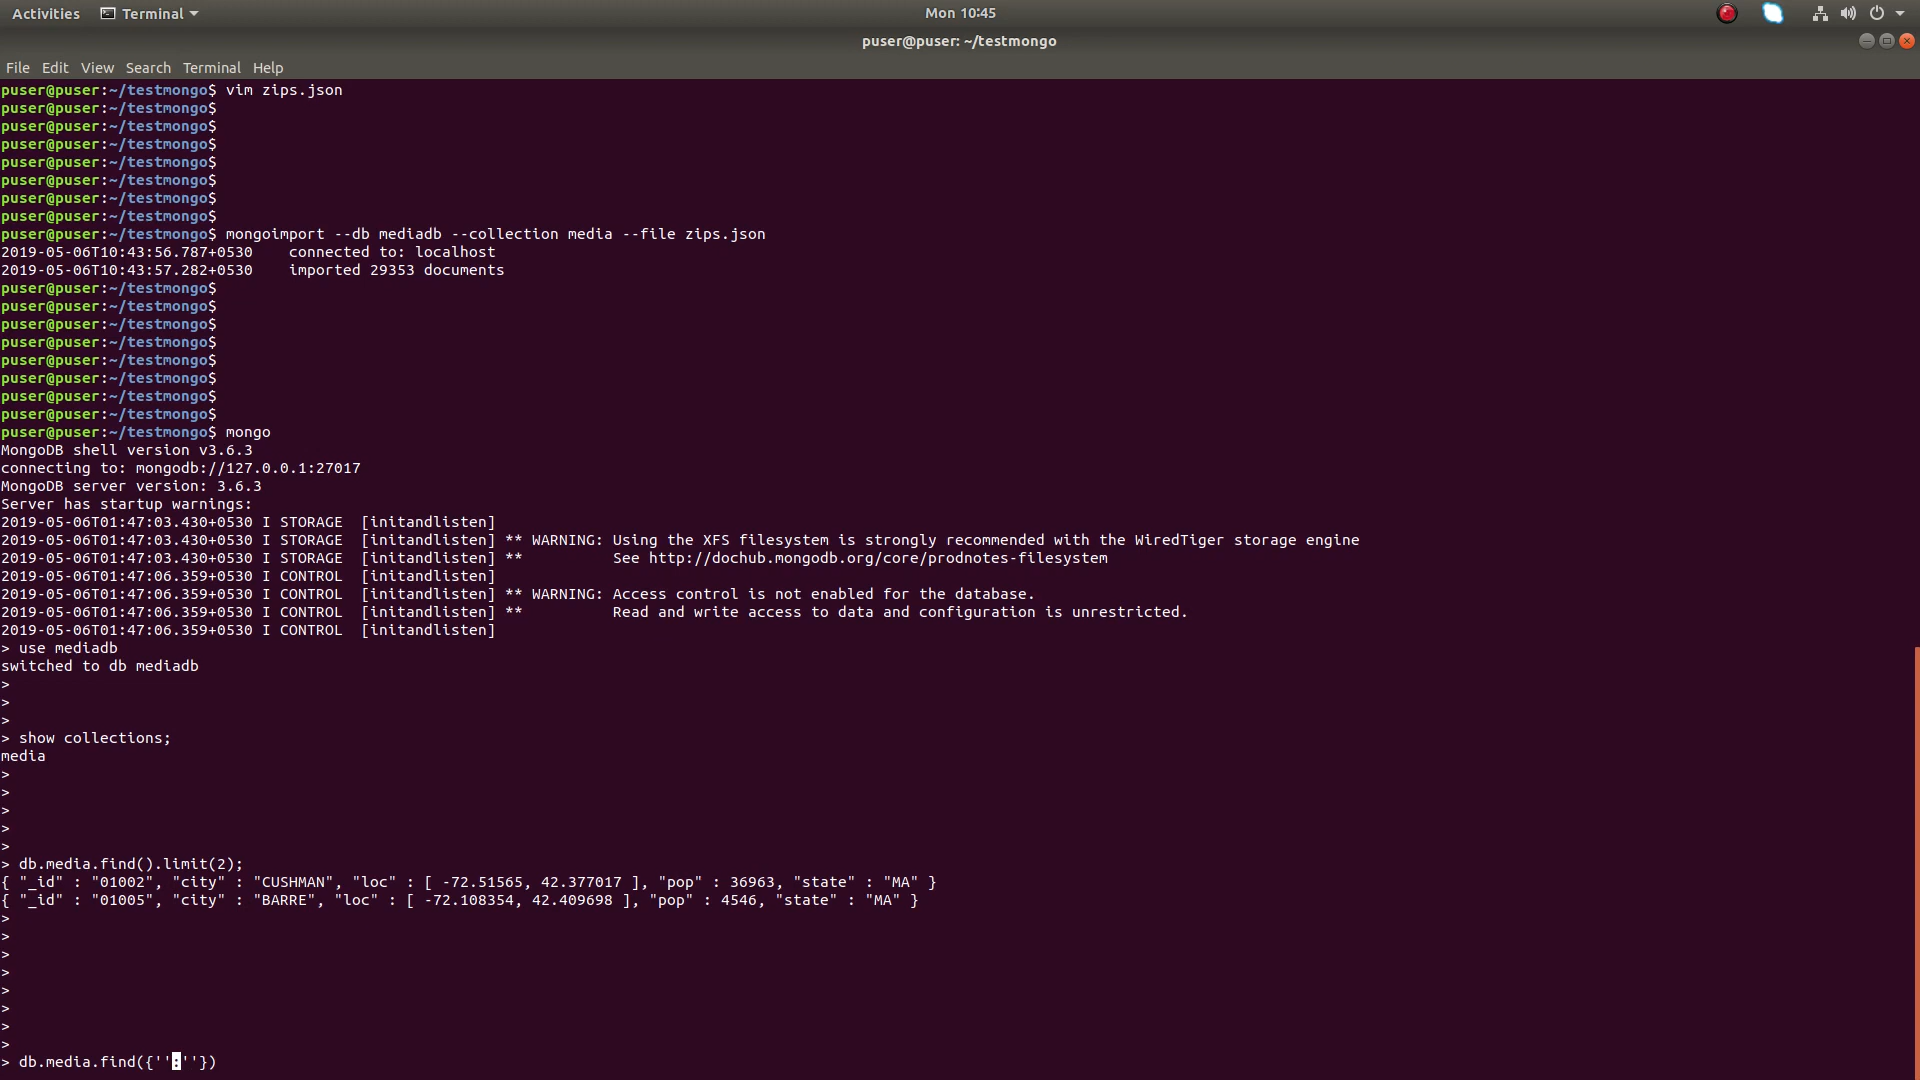 Activities Terminal Mon 10:45
puser@puser: ~/testmongo
File Edit View Search Terminal Help
puser@puser:~/testmongo$ vim zips.json
puser@puser:~/testmongo$
puser@puser:~/testmongo$
puser@puser:~/testmongo$
puser@puser:~/testmongo$
puser@puser:~/testmongo$
puser@puser:~/testmongo$
puser@puser:~/testmongo$
puser@puser:~/testmongo$ mongoimport --db mediadb --collection media --file zips.json
2019-05-06T10:43:56.787+0530    connected to: localhost
2019-05-06T10:43:57.282+0530    imported 29353 documents
puser@puser:~/testmongo$
puser@puser:~/testmongo$
puser@puser:~/testmongo$
puser@puser:~/testmongo$
puser@puser:~/testmongo$
puser@puser:~/testmongo$
puser@puser:~/testmongo$
puser@puser:~/testmongo$
puser@puser:~/testmongo$ mongo
MongoDB shell version v3.6.3
connecting to: mongodb://127.0.0.1:27017
MongoDB server version: 3.6.3
Server has startup warnings:
2019-05-06T01:47:03.430+0530 I STORAGE  [initandlisten]
2019-05-06T01:47:03.430+0530 I STORAGE  [initandlisten] ** WARNING: Using the XFS filesystem is strongly recommended with the WiredTiger storage engine
2019-05-06T01:47:03.430+0530 I STORAGE  [initandlisten] **          See http://dochub.mongodb.org/core/prodnotes-filesystem
2019-05-06T01:47:06.359+0530 I CONTROL  [initandlisten]
2019-05-06T01:47:06.359+0530 I CONTROL  [initandlisten] ** WARNING: Access control is not enabled for the database.
2019-05-06T01:47:06.359+0530 I CONTROL  [initandlisten] **          Read and write access to data and configuration is unrestricted.
2019-05-06T01:47:06.359+0530 I CONTROL  [initandlisten]
> use mediadb
switched to db mediadb
>
>
>
> show collections;
media
>
>
>
>
>
> db.media.find().limit(2);
{ "_id" : "01002", "city" : "CUSHMAN", "loc" : [ -72.51565, 42.377017 ], "pop" : 36963, "state" : "MA" }
{ "_id" : "01005", "city" : "BARRE", "loc" : [ -72.108354, 42.409698 ], "pop" : 4546, "state" : "MA" }
>
>
>
>
>
>
>
>
> db.media.find({'':''})